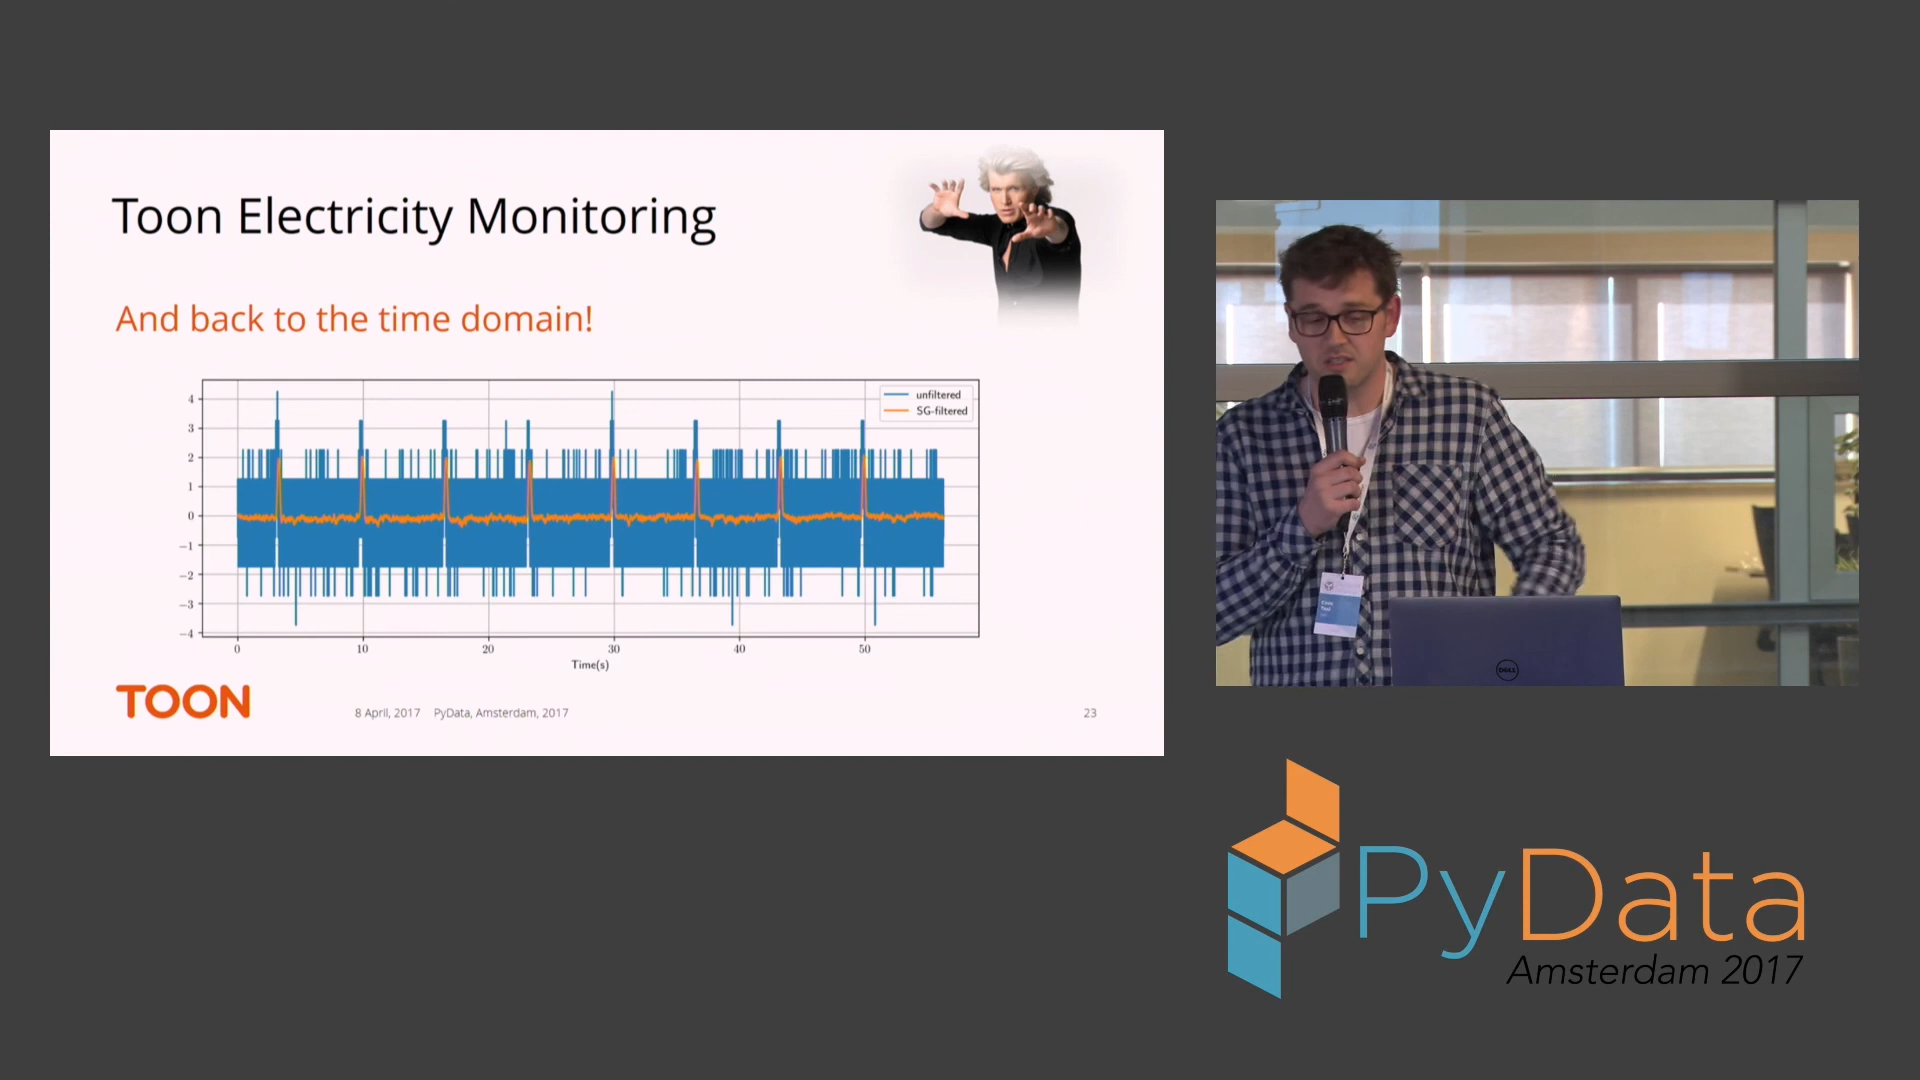 Toon Electricity Monitoring
And back to the time domain!
unfiltered
SG-filtered
4
3
2
1
0
−1
−2
−3
−4
0 10 20 30 40 50
Time(s)
TOON
8 April, 2017 PyData, Amsterdam, 2017
23
DELL
PyData
Amsterdam 2017